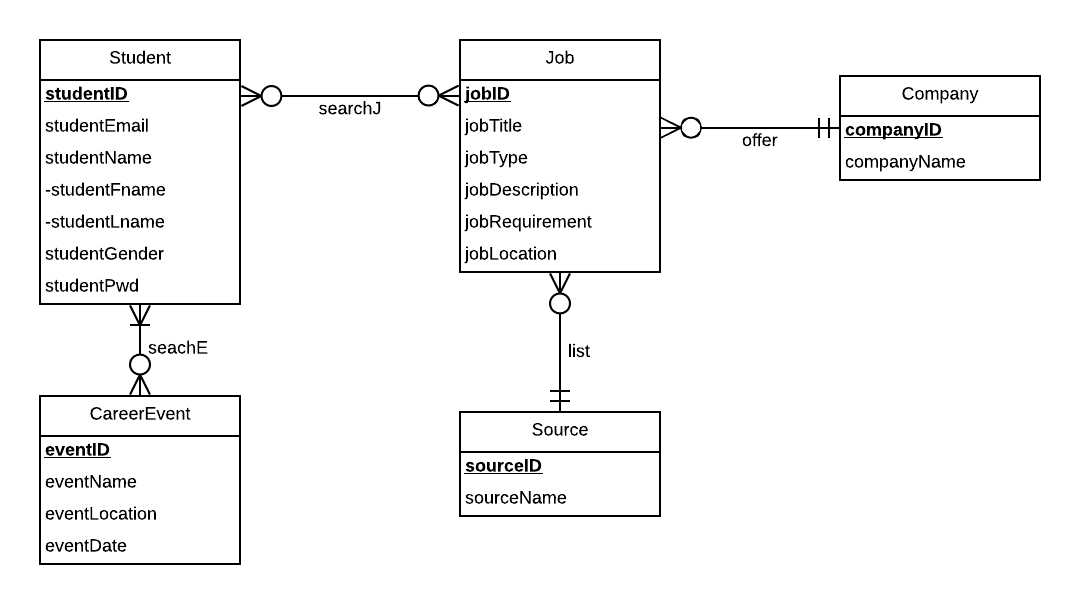 Student
studentID
studentEmail
studentName
-studentFname
-studentLname
studentGender
studentPwd
searchJ
Job
jobID
jobTitle
jobType
jobDescription
jobRequirement
jobLocation
offer
Company
companyID
companyName
seachE
CareerEvent
eventID
eventName
eventLocation
eventDate
list
Source
sourceID
sourceName